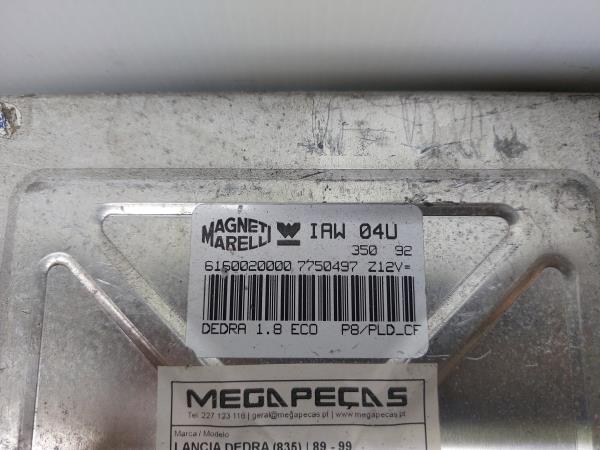 MAGNETI MARELLI IAW 04U
350 92
6160020000 7750497 Z12V=
DEDRA 1.8 ECO P8/PLD_CF
MEGAPEÇAS
Tel. 227 123 116 | geral@megapecas.pt | www.megapecas.pt
Marca / Modelo
LANCIA DEDRA (835) | 89 - 99